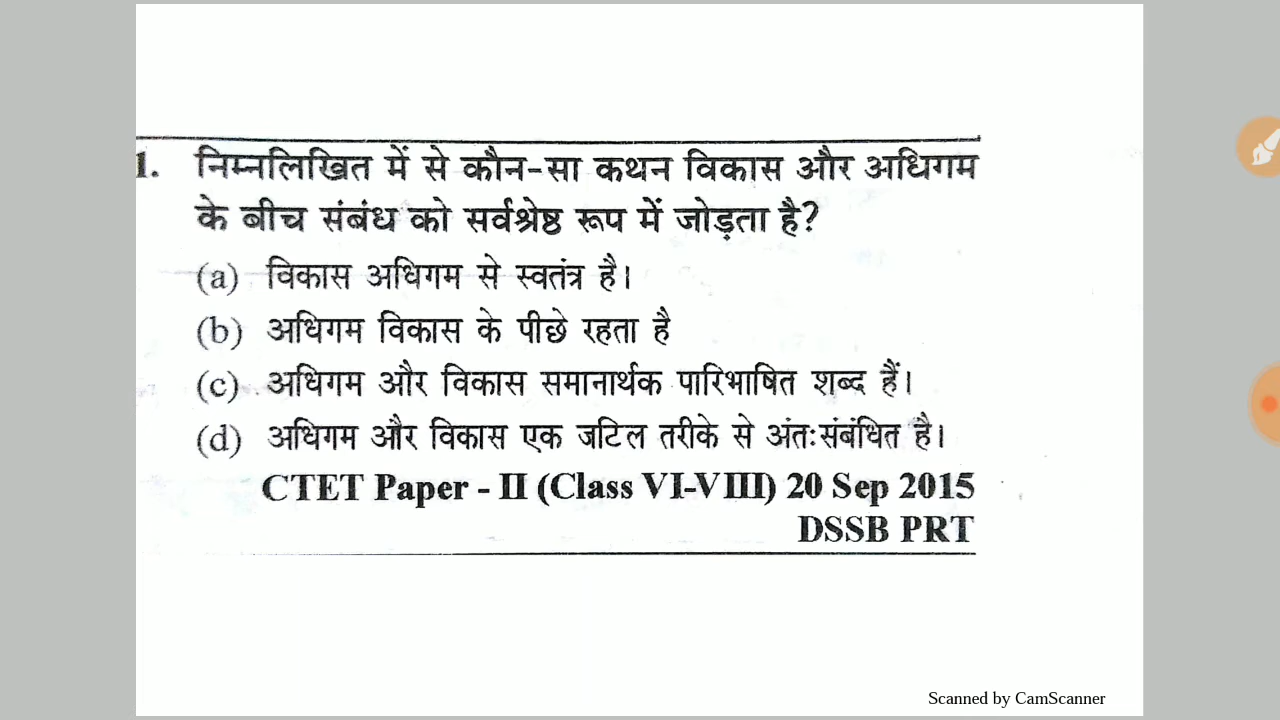 1. निम्नलिखित में से कौन-सा कथन विकास और अधिगम
के बीच संबंध को सर्वश्रेष्ठ रूप में जोड़ता है?
(a) विकास अधिगम से स्वतंत्र है।
(b) अधिगम विकास के पीछे रहता है
(c) अधिगम और विकास समानार्थक पारिभाषित शब्द हैं।
(d) अधिगम और विकास एक जटिल तरीके से अंतःसंबंधित है।
CTET Paper - II (Class VI-VIII) 20 Sep 2015
DSSB PRT
Scanned by CamScanner